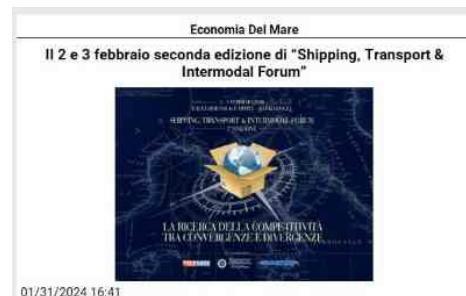 Economia Del Mare
Il 2 e 3 febbraio seconda edizione di "Shipping, Transport &
Intermodal Forum"
SHIPPING, TRANSPORT & INTERMODAL FORUM
LA RICERCA DELLA COMPETITIVITÀ
TRA CONVERGENZE E DIVERGENZE
01/31/2024 16:41